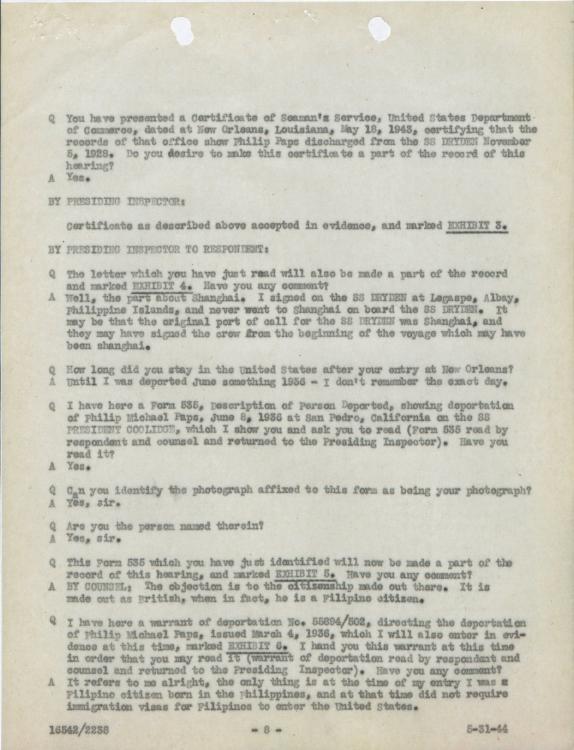 Q You have presented a Certificate of Seaman's Service, United States Department
of Commerce, dated at New Orleans, Louisiana, May 18, 1943, certifying that the
records of that office show Philip Paps discharged from the SS DRYDEN November
5, 1928. Do you desire to make this certificate a part of the record of this
hearing?
A Yes.
BY PRESIDING INSPECTOR:
Certificate as described above accepted in evidence, and marked EXHIBIT 3.
BY PRESIDING INSPECTOR TO RESPONDENT:
Q The letter which you have just read will also be made a part of the record
and marked EXHIBIT 4. Have you any comment?
A Well, the part about Shanghai. I signed on the SS DRYDEN at Legaspe, Albay,
Philippine Islands, and never went to Shanghai on board the SS DRYDEN. It
may be that the original port of call for the SS DRYDEN was Shanghai, and
they may have signed the crew from the beginning of the voyage which may have
been shanghai.
Q How long did you stay in the United States after your entry at New Orleans?
A Until I was deported June something 1936 - I don't remember the exact day.
Q I have here a Form 535, Description of Person Deported, showing deportation
of Philip Michael Paps, June 8, 1936 at San Pedro, California on the SS
PRESIDENT COOLIDGE, which I show you and ask you to read (Form 535 read by
respondent and counsel and returned to the Presiding Inspector). Have you
read it?
A Yes.
Q Can you identify the photograph affixed to this form as being your photograph?
A Yes, sir.
Q Are you the person named therein?
A Yes, sir.
Q This Form 535 which you have just identified will now be made a part of the
record of this hearing, and marked EXHIBIT 5. Have you any comment?
A BY COUNSEL: The objection is to the citizenship made out there. It is
made out as British, when in fact, he is a Filipino citizen.
Q I have here a warrant of deportation No. 55894/502, directing the deportation
of Philip Michael Paps, issued March 4, 1936, which I will also enter in evi-
dence at this time, marked EXHIBIT 6. I hand you this warrant at this time
in order that you may read it (warrant of deportation read by respondent and
counsel and returned to the Presiding Inspector). Have you any comment?
A It refers to me alright, the only thing is at the time of my entry I was a
Filipino citizen born in the Philippines, and at that time did not require
immigration visas for Filipinos to enter the United States.
16542/2238 - 8 - 5-31-44